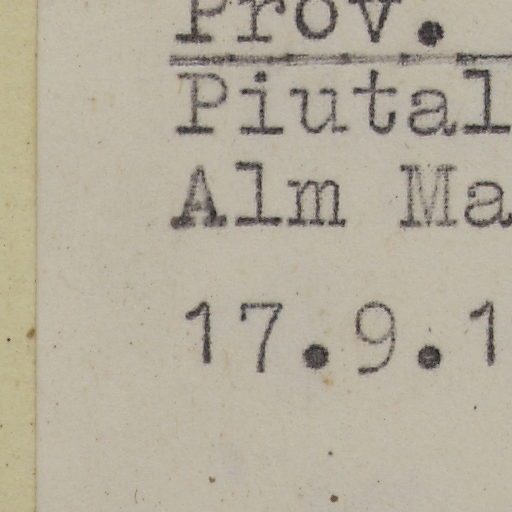 Prov.
Piutal
Alm Ma
17.9.1